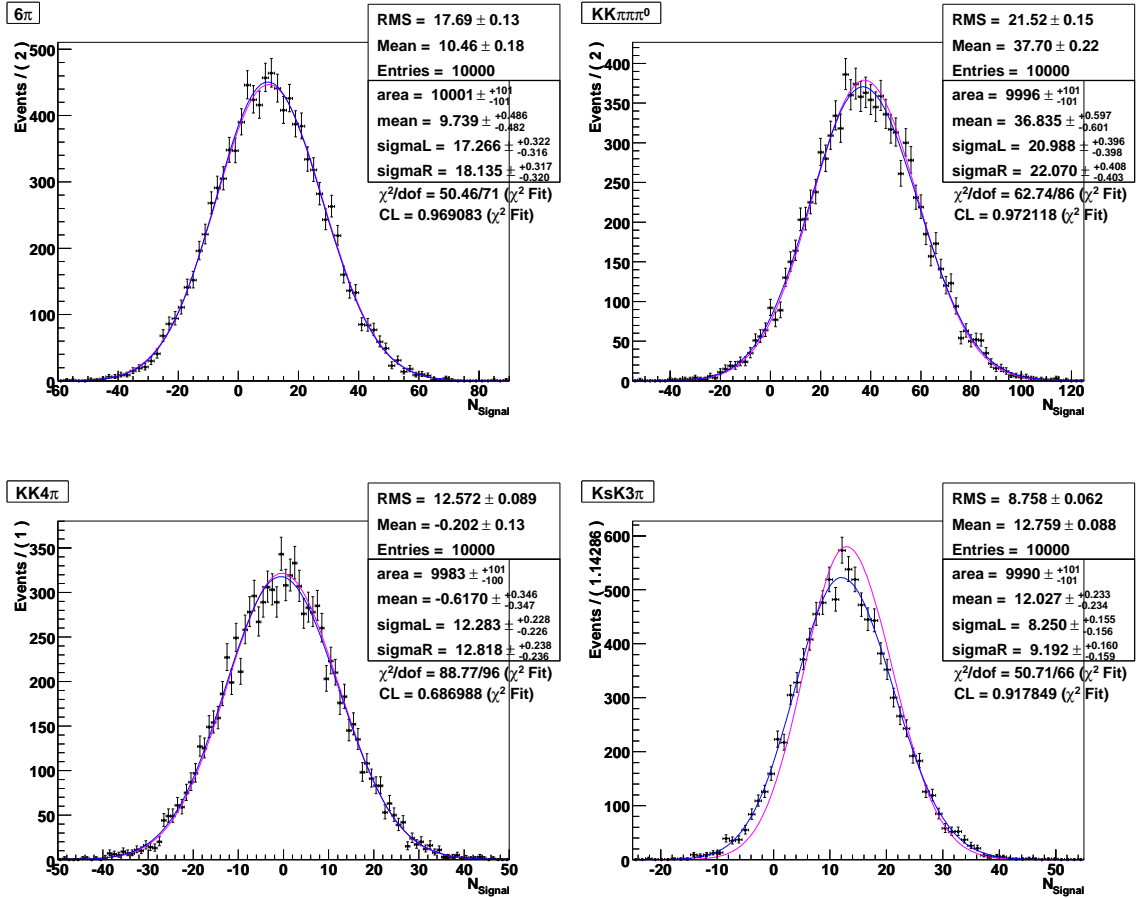 6π
RMS = 17.69 ± 0.13
Mean = 10.46 ± 0.18
Entries = 10000
area = 10001 ± +101 -101
mean = 9.739 ± +0.486 -0.482
sigmaL = 17.266 ± +0.322 -0.316
sigmaR = 18.135 ± +0.317 -0.320
χ²/dof = 50.46/71 (χ² Fit)
CL = 0.969083 (χ² Fit)
Events / ( 2 )
500
400
300
200
100
0
-60 -40 -20 0 20 40 60 80
N_Signal
KKπππ⁰
RMS = 21.52 ± 0.15
Mean = 37.70 ± 0.22
Entries = 10000
area = 9996 ± +101 -101
mean = 36.835 ± +0.597 -0.601
sigmaL = 20.988 ± +0.396 -0.398
sigmaR = 22.070 ± +0.408 -0.403
χ²/dof = 62.74/86 (χ² Fit)
CL = 0.972118 (χ² Fit)
Events / ( 2 )
400
350
300
250
200
150
100
50
0
-40 -20 0 20 40 60 80 100 120
N_Signal
KK4π
RMS = 12.572 ± 0.089
Mean = -0.202 ± 0.13
Entries = 10000
area = 9983 ± +101 -100
mean = -0.6170 ± +0.346 -0.347
sigmaL = 12.283 ± +0.228 -0.226
sigmaR = 12.818 ± +0.238 -0.236
χ²/dof = 88.77/96 (χ² Fit)
CL = 0.686988 (χ² Fit)
Events / ( 1 )
350
300
250
200
150
100
50
0
-50 -40 -30 -20 -10 0 10 20 30 40 50
N_Signal
KsK3π
RMS = 8.758 ± 0.062
Mean = 12.759 ± 0.088
Entries = 10000
area = 9990 ± +101 -101
mean = 12.027 ± +0.233 -0.234
sigmaL = 8.250 ± +0.155 -0.156
sigmaR = 9.192 ± +0.160 -0.159
χ²/dof = 50.71/66 (χ² Fit)
CL = 0.917849 (χ² Fit)
Events / ( 1.14286 )
600
500
400
300
200
100
0
-20 -10 0 10 20 30 40 50
N_Signal